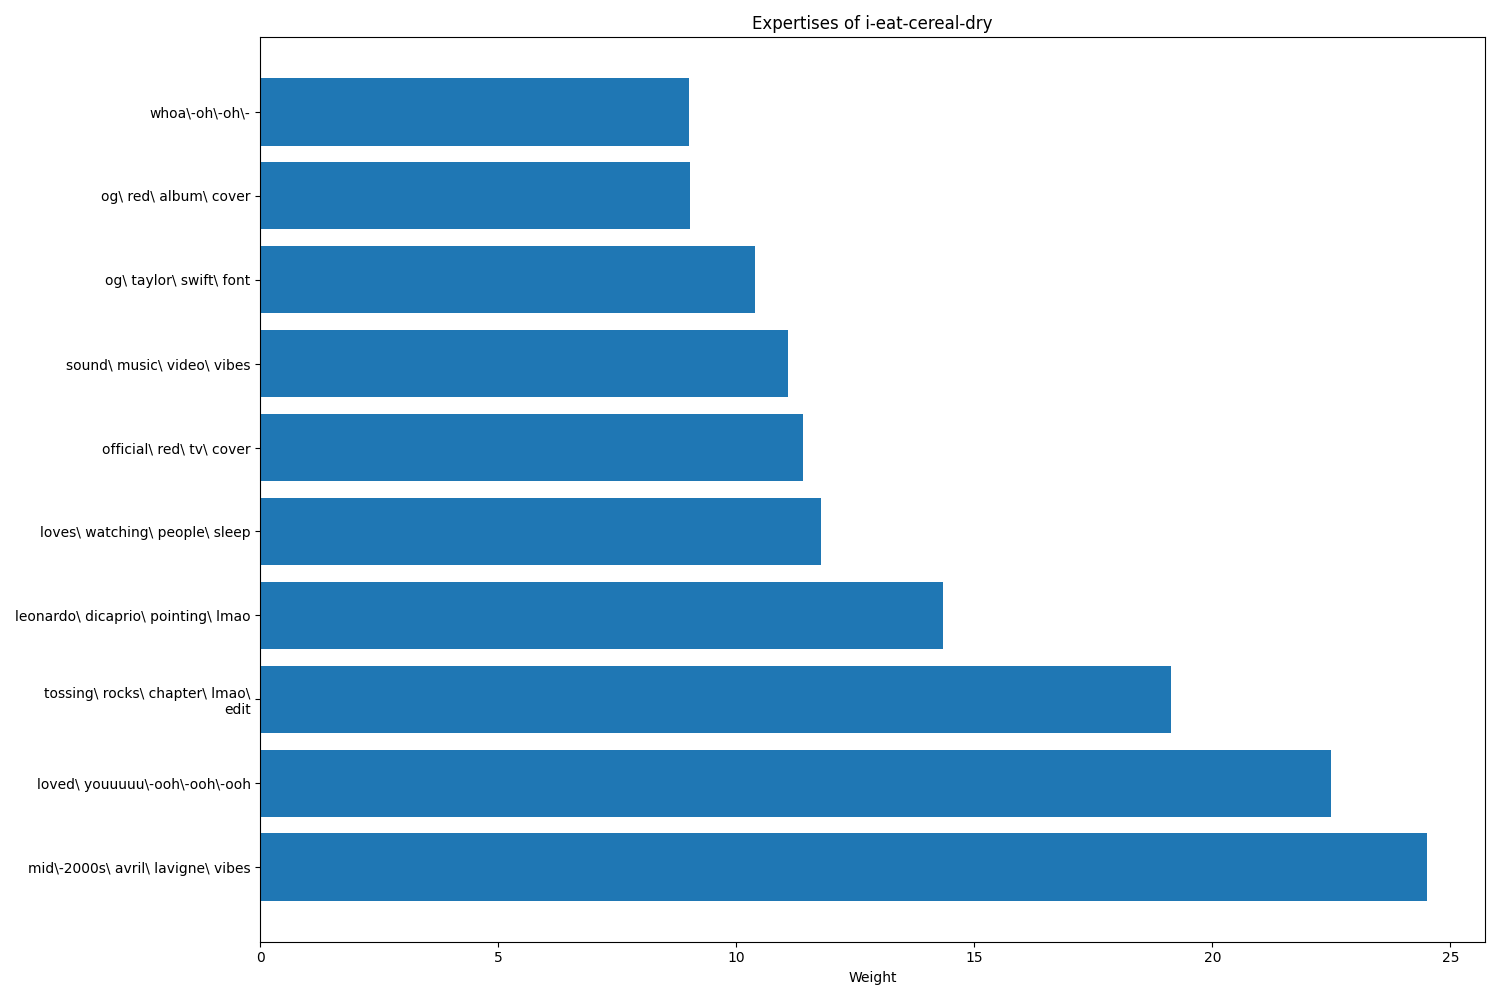 Expertises of i-eat-cereal-dry
whoa\-oh\-oh\-
og\ red\ album\ cover
og\ taylor\ swift\ font
sound\ music\ video\ vibes
official\ red\ tv\ cover
loves\ watching\ people\ sleep
leonardo\ dicaprio\ pointing\ lmao
tossing\ rocks\ chapter\ lmao\
edit
loved\ youuuuu\-ooh\-ooh\-ooh
mid\-2000s\ avril\ lavigne\ vibes
0 5 10 15 20 25
Weight